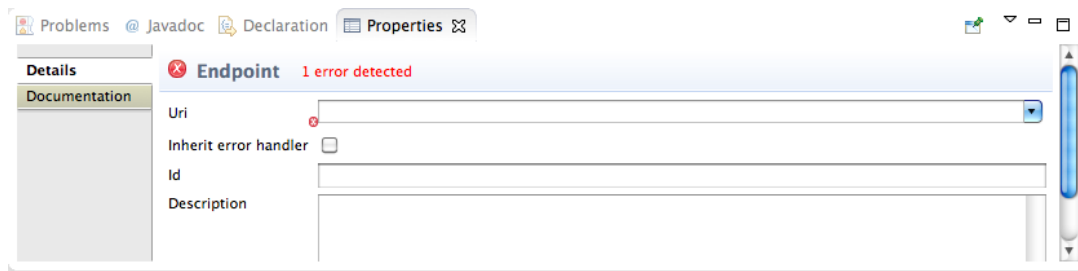 Problems @ Javadoc Declaration Properties
Details
Endpoint 1 error detected
Documentation
Uri
Inherit error handler
Id
Description